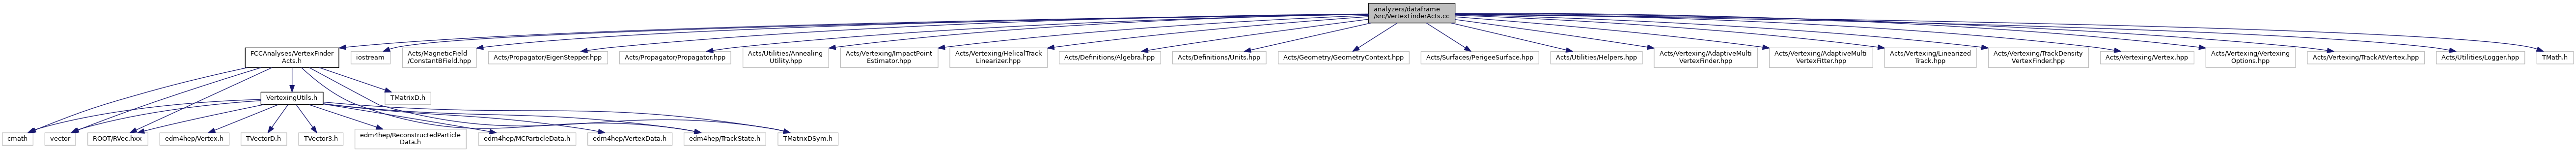 analyzers/dataframe
/src/VertexFinderActs.cc
FCCAnalyses/VertexFinder
Acts.h
iostream
Acts/MagneticField
/ConstantBField.hpp
Acts/Propagator/EigenStepper.hpp
Acts/Propagator/Propagator.hpp
Acts/Utilities/Annealing
Utility.hpp
Acts/Vertexing/ImpactPoint
Estimator.hpp
Acts/Vertexing/HelicalTrack
Linearizer.hpp
Acts/Definitions/Algebra.hpp
Acts/Definitions/Units.hpp
Acts/Geometry/GeometryContext.hpp
Acts/Surfaces/PerigeeSurface.hpp
Acts/Utilities/Helpers.hpp
Acts/Vertexing/AdaptiveMulti
VertexFinder.hpp
Acts/Vertexing/AdaptiveMulti
VertexFitter.hpp
Acts/Vertexing/Linearized
Track.hpp
Acts/Vertexing/TrackDensity
VertexFinder.hpp
Acts/Vertexing/Vertex.hpp
Acts/Vertexing/Vertexing
Options.hpp
Acts/Vertexing/TrackAtVertex.hpp
Acts/Utilities/Logger.hpp
TMath.h
VertexingUtils.h
TMatrixD.h
cmath
vector
ROOT/RVec.hxx
edm4hep/Vertex.h
TVectorD.h
TVector3.h
edm4hep/ReconstructedParticle
Data.h
edm4hep/MCParticleData.h
edm4hep/VertexData.h
edm4hep/TrackState.h
TMatrixDSym.h